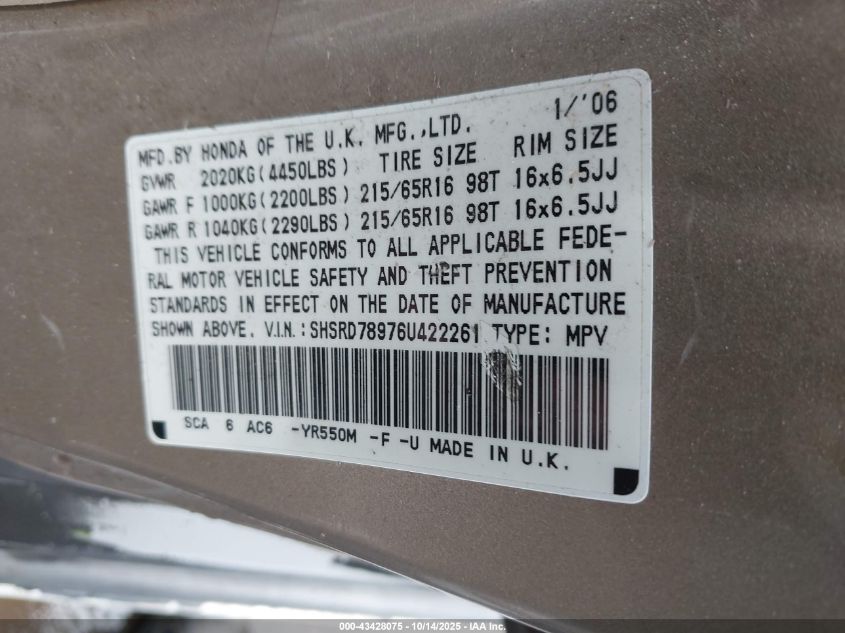 1/'06
MFD.BY HONDA OF THE U.K. MFG.,LTD.
GVWR 2020KG(4450LBS) TIRE SIZE RIM SIZE
GAWR F 1000KG(2200LBS) 215/65R16 98T 16x6.5JJ
GAWR R 1040KG(2290LBS) 215/65R16 98T 16x6.5JJ
THIS VEHICLE CONFORMS TO ALL APPLICABLE FEDE-
RAL MOTOR VEHICLE SAFETY AND THEFT PREVENTION
STANDARDS IN EFFECT ON THE DATE OF MANUFACTURE
SHOWN ABOVE. V.I.N.: SHSRD78976U422261 TYPE: MPV
SCA 6 AC6 -YR550M -F -U MADE IN U.K.
000-43428075 - 10/14/2025 - IAA Inc.